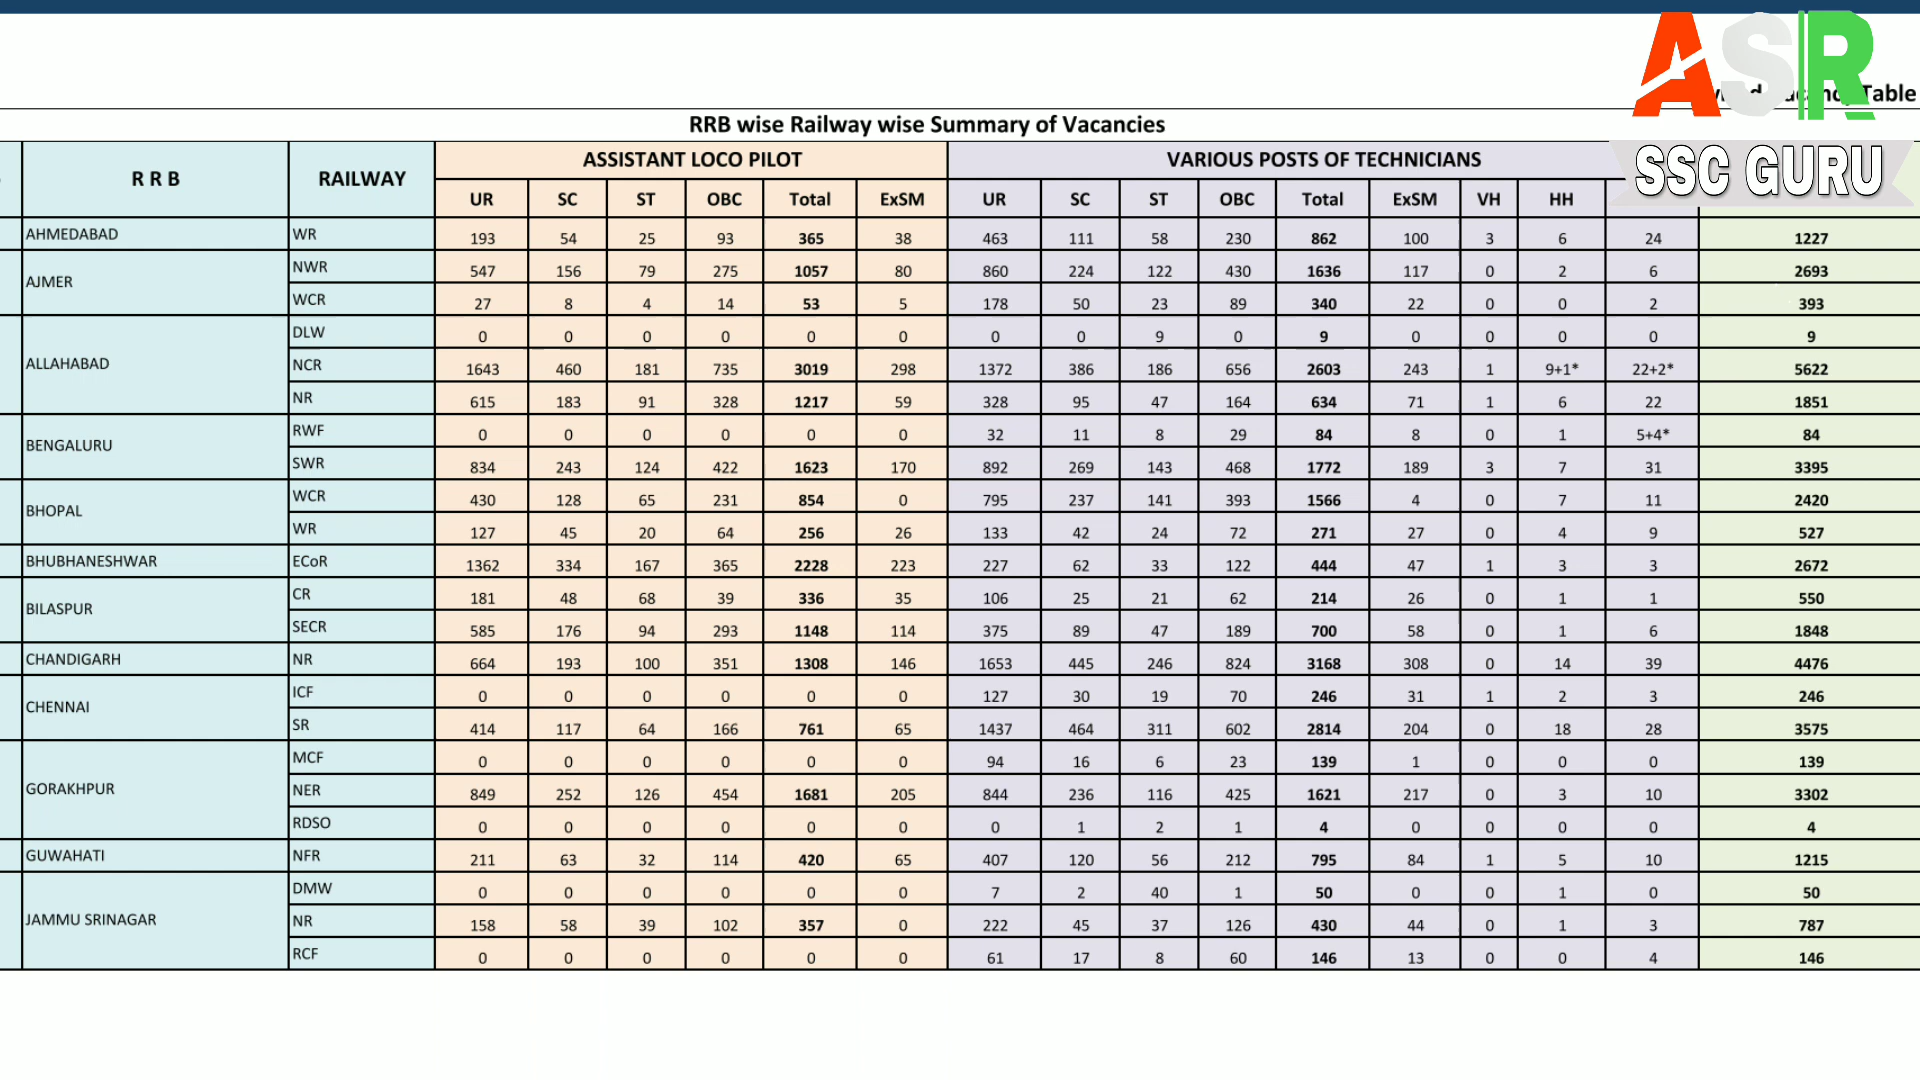 ASR
Table
RRB wise Railway wise Summary of Vacancies
SSC GURU
R R B RAILWAY ASSISTANT LOCO PILOT VARIOUS POSTS OF TECHNICIANS
UR SC ST OBC Total ExSM UR SC ST OBC Total ExSM VH HH
AHMEDABAD WR 193 54 25 93 365 38 463 111 58 230 862 100 3 6 24 1227
AJMER NWR 547 156 79 275 1057 80 860 224 122 430 1636 117 0 2 6 2693
WCR 27 8 4 14 53 5 178 50 23 89 340 22 0 0 2 393
ALLAHABAD DLW 0 0 0 0 0 0 0 0 9 0 9 0 0 0 0 9
NCR 1643 460 181 735 3019 298 1372 386 186 656 2603 243 1 9+1* 22+2* 5622
NR 615 183 91 328 1217 59 328 95 47 164 634 71 1 6 22 1851
BENGALURU RWF 0 0 0 0 0 0 32 11 8 29 84 8 0 1 5+4* 84
SWR 834 243 124 422 1623 170 892 269 143 468 1772 189 3 7 31 3395
BHOPAL WCR 430 128 65 231 854 0 795 237 141 393 1566 4 0 7 11 2420
WR 127 45 20 64 256 26 133 42 24 72 271 27 0 4 9 527
BHUBHANESHWAR ECoR 1362 334 167 365 2228 223 227 62 33 122 444 47 1 3 3 2672
BILASPUR CR 181 48 68 39 336 35 106 25 21 62 214 26 0 1 1 550
SECR 585 176 94 293 1148 114 375 89 47 189 700 58 0 1 6 1848
CHANDIGARH NR 664 193 100 351 1308 146 1653 445 246 824 3168 308 0 14 39 4476
CHENNAI ICF 0 0 0 0 0 0 127 30 19 70 246 31 1 2 3 246
SR 414 117 64 166 761 65 1437 464 311 602 2814 204 0 18 28 3575
GORAKHPUR MCF 0 0 0 0 0 0 94 16 6 23 139 1 0 0 0 139
NER 849 252 126 454 1681 205 844 236 116 425 1621 217 0 3 10 3302
RDSO 0 0 0 0 0 0 0 1 2 1 4 0 0 0 0 4
GUWAHATI NFR 211 63 32 114 420 65 407 120 56 212 795 84 1 5 10 1215
JAMMU SRINAGAR DMW 0 0 0 0 0 0 7 2 40 1 50 0 0 1 0 50
NR 158 58 39 102 357 0 222 45 37 126 430 44 0 1 3 787
RCF 0 0 0 0 0 0 61 17 8 60 146 13 0 0 4 146